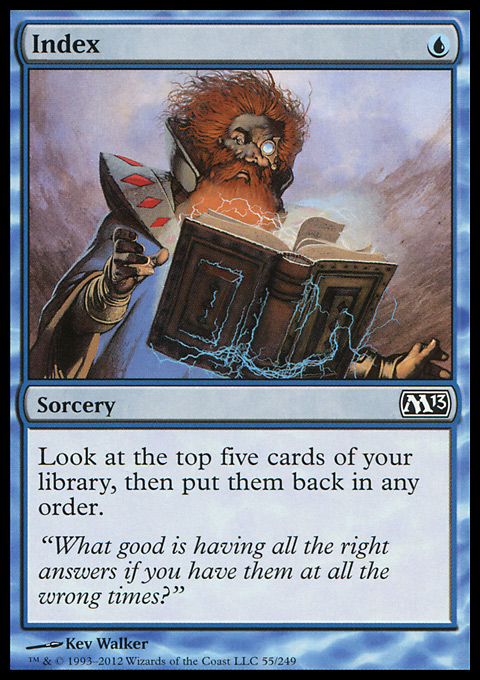 Index
Sorcery
M13
Look at the top five cards of your
library, then put them back in any
order.
“What good is having all the right
answers if you have them at all the
wrong times?”
Kev Walker
™ & © 1993–2012 Wizards of the Coast LLC 55/249